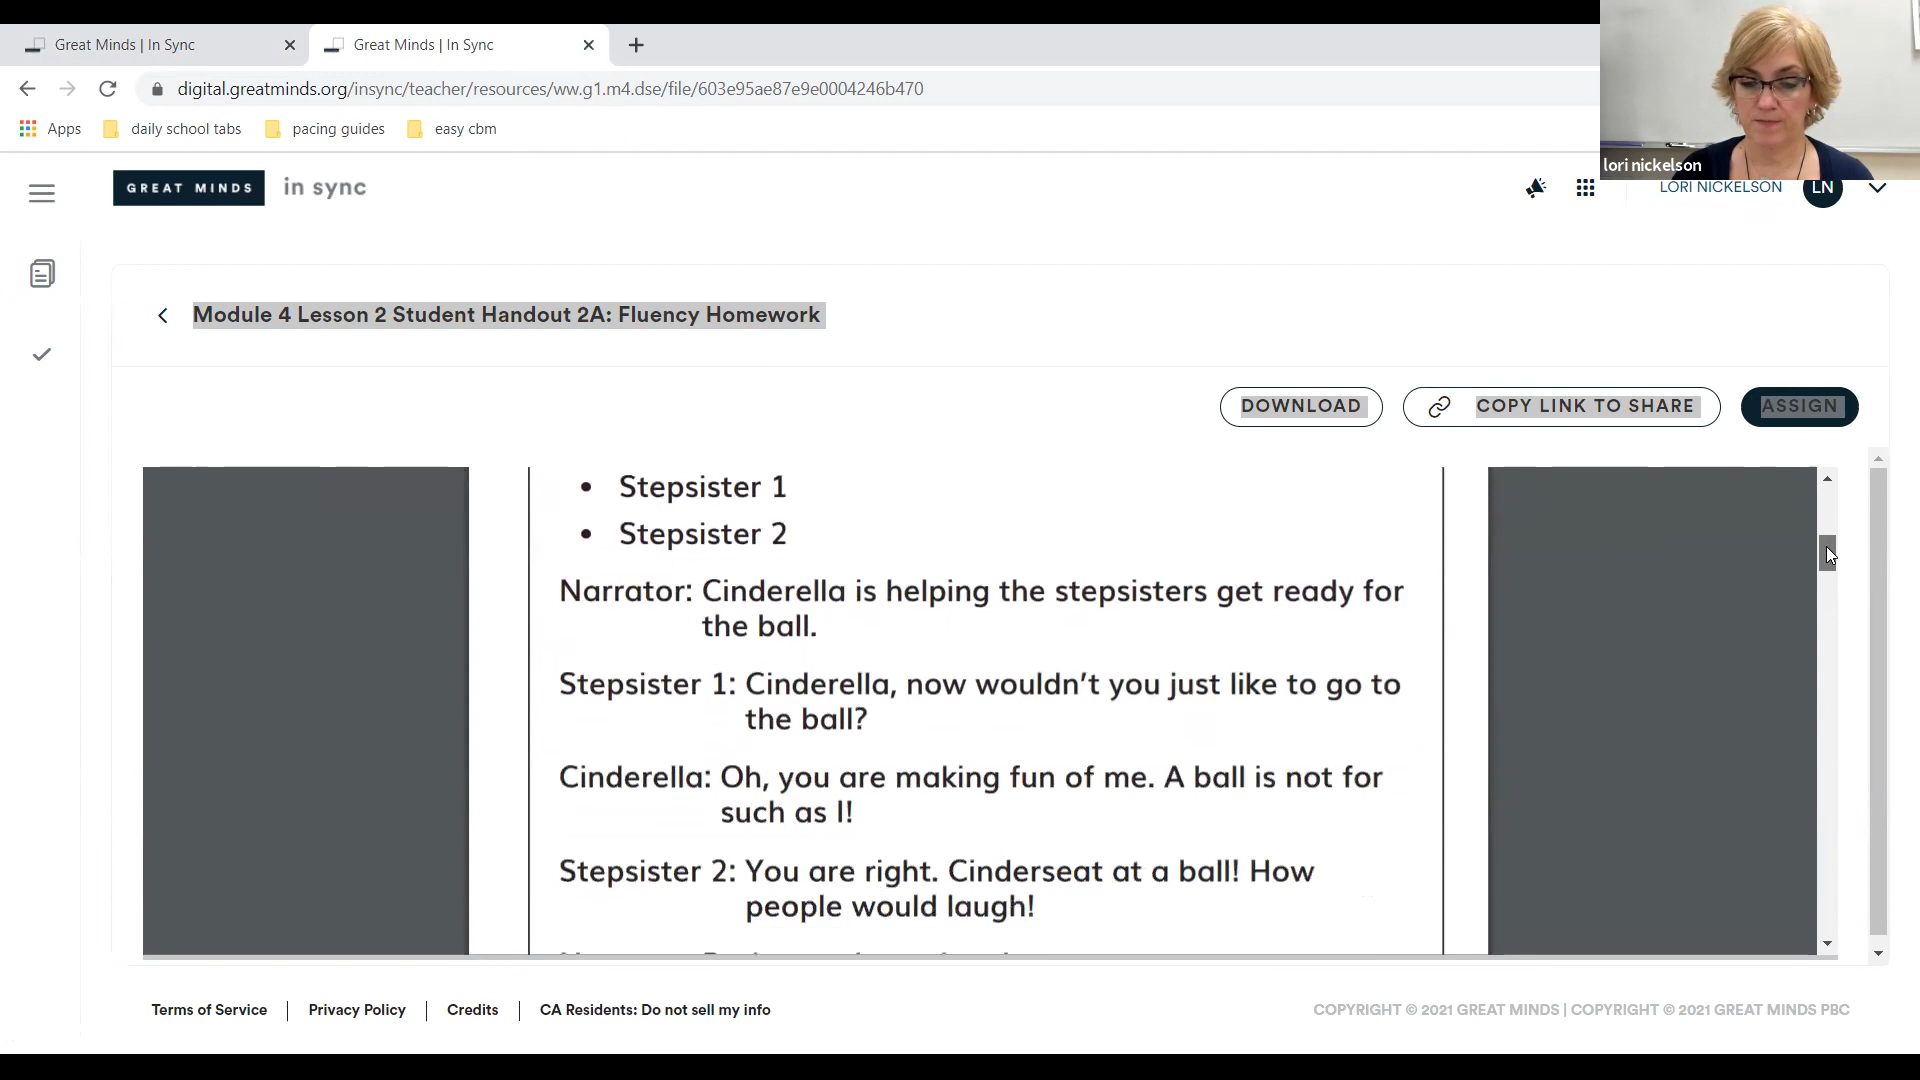 Great Minds | In Sync
Great Minds | In Sync
digital.greatminds.org/insync/teacher/resources/ww.g1.m4.dse/file/603e95ae87e9e0004246b470
Apps daily school tabs pacing guides easy cbm
lori nickelson
GREAT MINDS in sync
LORI NICKELSON LN
Module 4 Lesson 2 Student Handout 2A: Fluency Homework
DOWNLOAD COPY LINK TO SHARE ASSIGN
• Stepsister 1
• Stepsister 2
Narrator: Cinderella is helping the stepsisters get ready for
the ball.
Stepsister 1: Cinderella, now wouldn't you just like to go to
the ball?
Cinderella: Oh, you are making fun of me. A ball is not for
such as I!
Stepsister 2: You are right. Cinderseat at a ball! How
people would laugh!
Terms of Service | Privacy Policy | Credits | CA Residents: Do not sell my info
COPYRIGHT © 2021 GREAT MINDS | COPYRIGHT © 2021 GREAT MINDS PBC